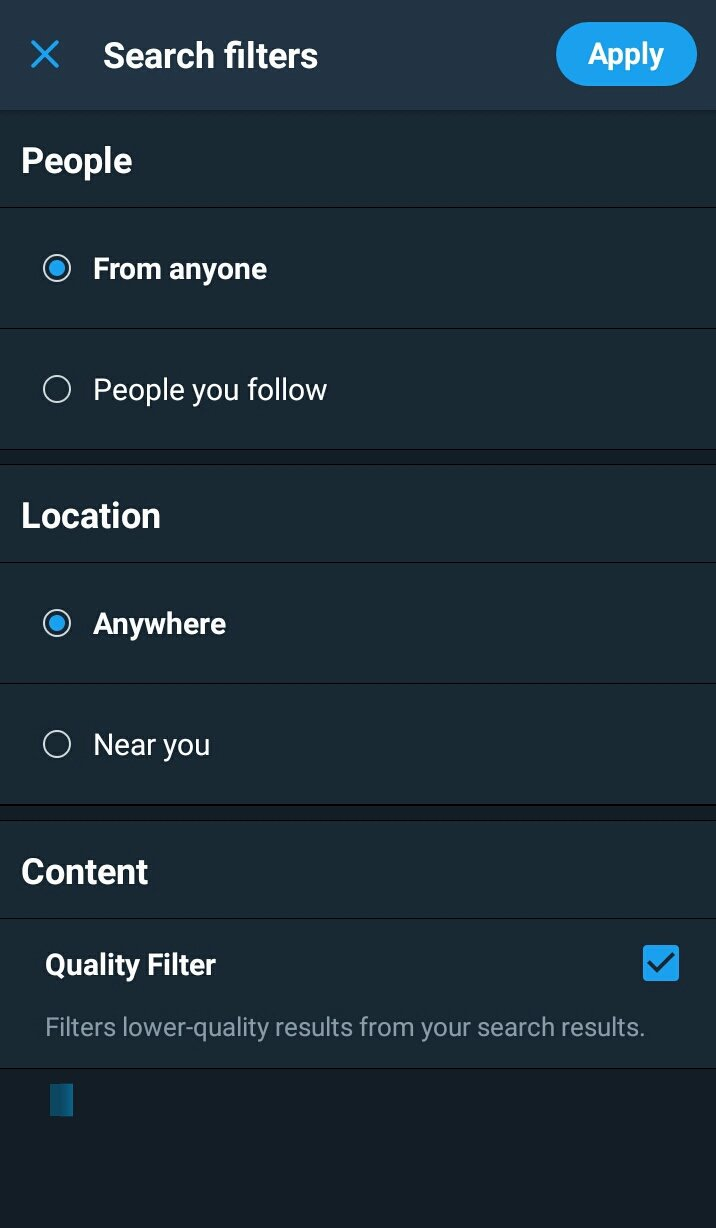 Search filters
Apply
People
From anyone
People you follow
Location
Anywhere
Near you
Content
Quality Filter
Filters lower-quality results from your search results.